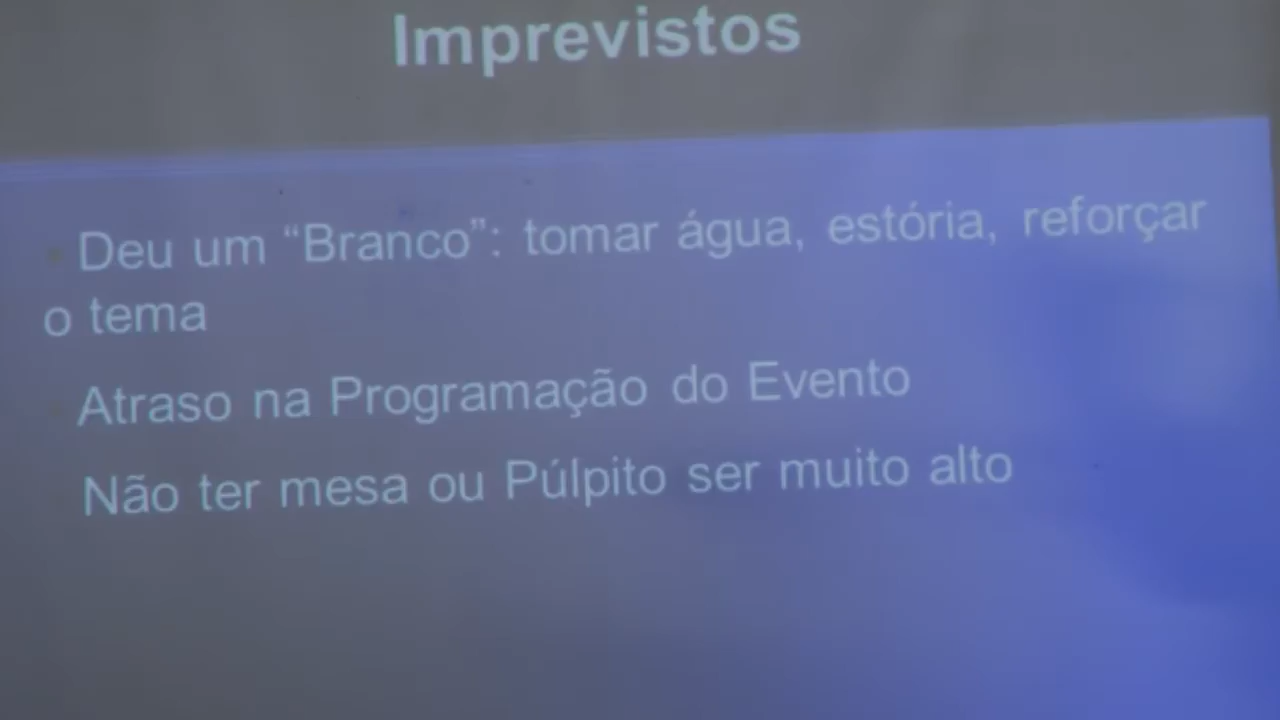 Imprevistos
Deu um “Branco”: tomar água, estória, reforçar
o tema
Atraso na Programação do Evento
Não ter mesa ou Púlpito ser muito alto